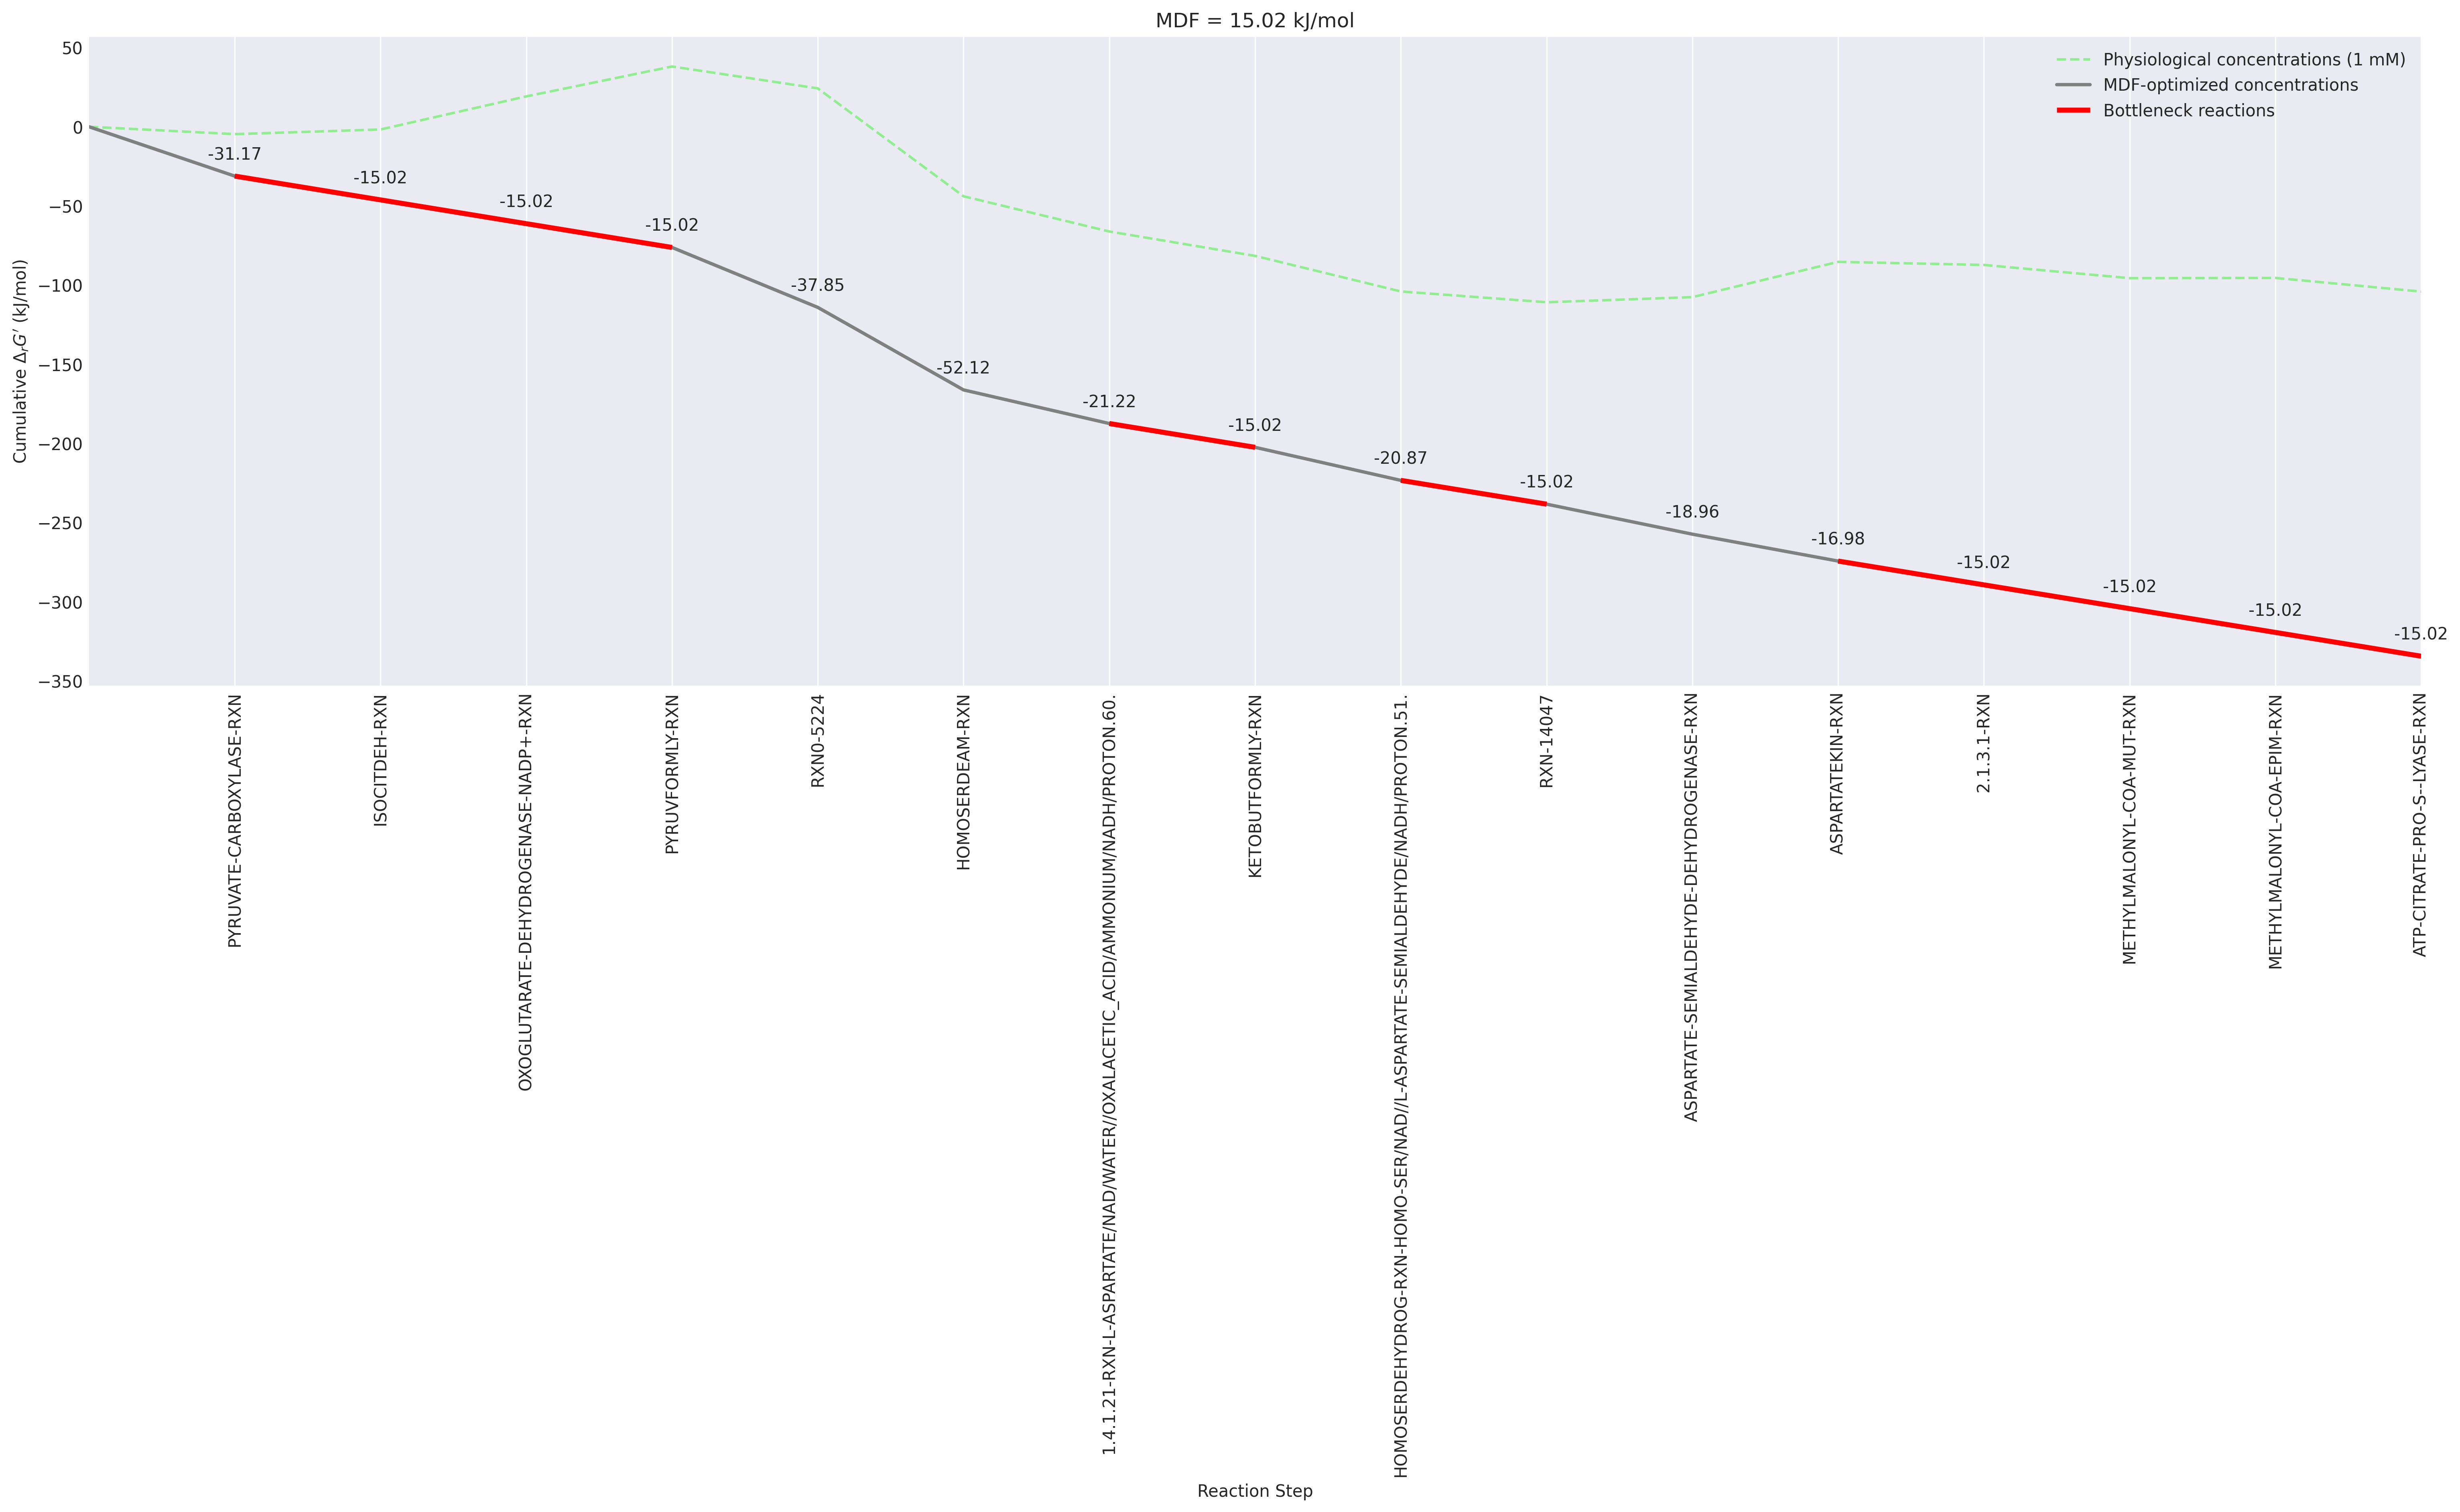 MDF = 15.02 kJ/mol
Physiological concentrations (1 mM)
MDF-optimized concentrations
Bottleneck reactions
Cumulative ΔrG′ (kJ/mol)
50
0
−50
−100
−150
−200
−250
−300
−350
-31.17
-15.02
-15.02
-15.02
-37.85
-52.12
-21.22
-15.02
-20.87
-15.02
-18.96
-16.98
-15.02
-15.02
-15.02
-15.02
PYRUVATE-CARBOXYLASE-RXN
ISOCITDEH-RXN
OXOGLUTARATE-DEHYDROGENASE-NADP+-RXN
PYRUVFORMLY-RXN
RXN0-5224
HOMOSERDEAM-RXN
1.4.1.21-RXN-L-ASPARTATE/NAD/WATER//OXALACETIC_ACID/AMMONIUM/NADH/PROTON.60.
KETOBUTFORMLY-RXN
HOMOSERDEHYDROG-RXN-HOMO-SER/NAD//L-ASPARTATE-SEMIALDEHYDE/NADH/PROTON.51.
RXN-14047
ASPARTATE-SEMIALDEHYDE-DEHYDROGENASE-RXN
ASPARTATEKIN-RXN
2.1.3.1-RXN
METHYLMALONYL-COA-MUT-RXN
METHYLMALONYL-COA-EPIM-RXN
ATP-CITRATE-PRO-S--LYASE-RXN
Reaction Step